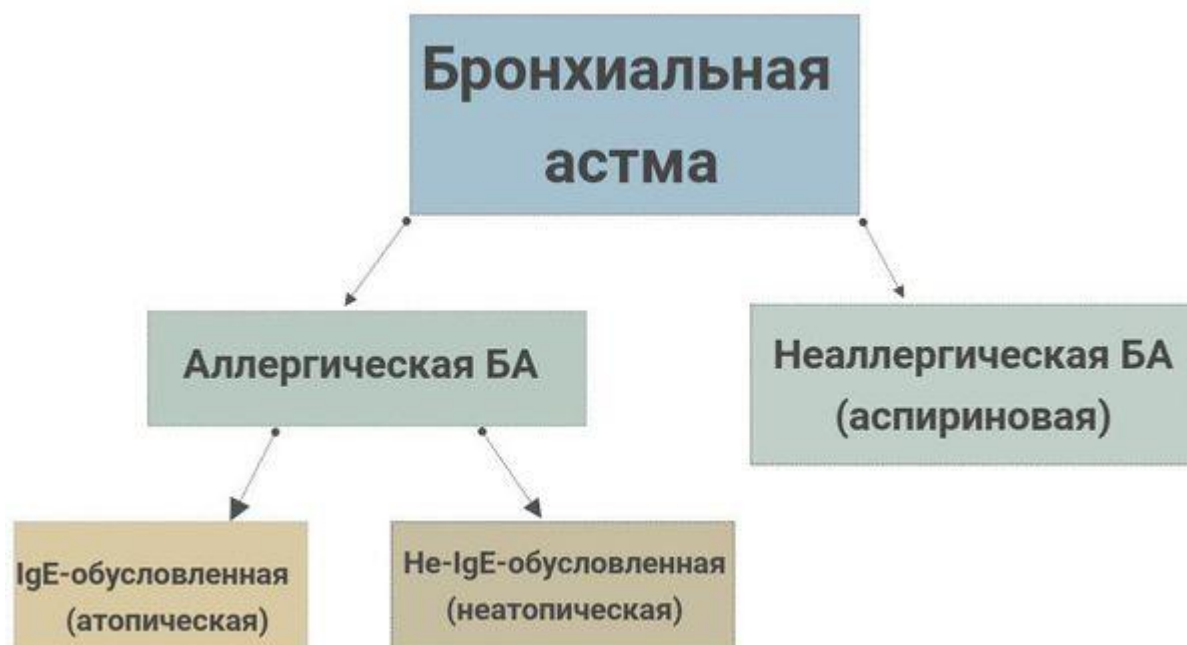 Бронхиальная
астма
Аллергическая БА
Неаллергическая БА
(аспириновая)
IgE-обусловленная
(атопическая)
Не-IgE-обусловленная
(неатопическая)